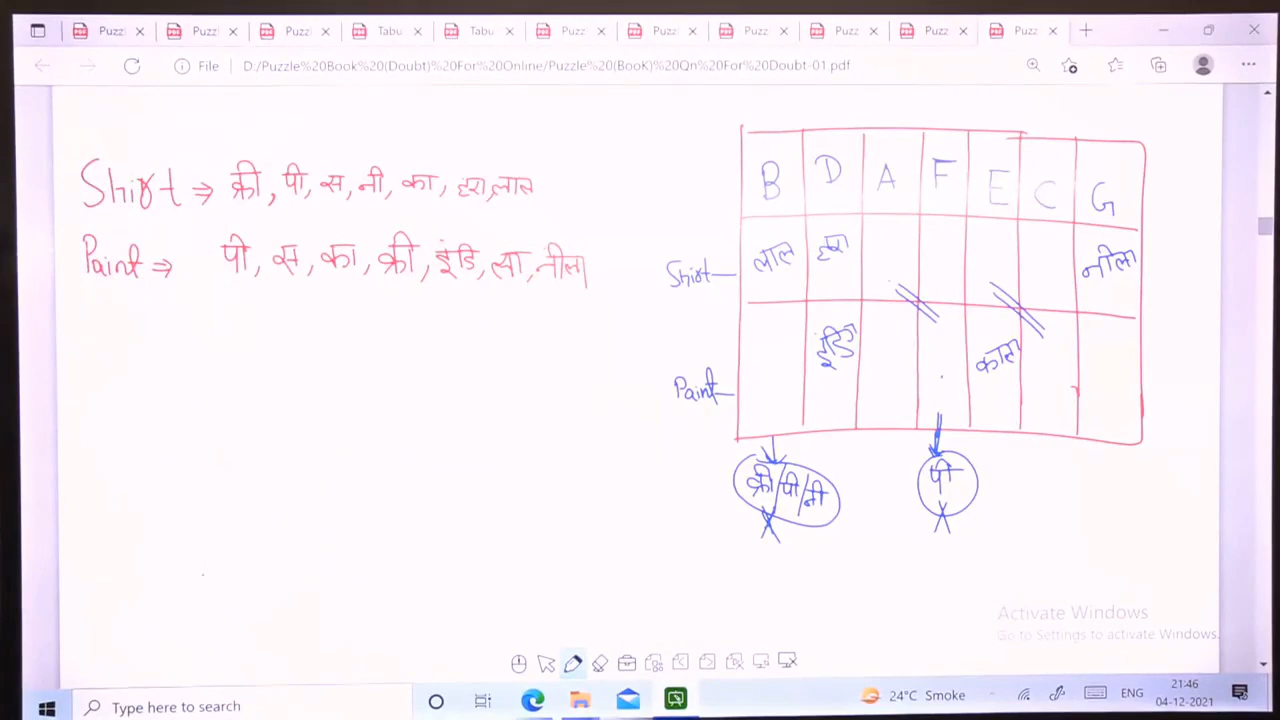 Puzz Puzz Puzz Tabu Tabu Puzz Puzz Puzz Puzz Puzz Puzz
File D:/Puzzle%20Book%20(Doubt)%20For%20Online/Puzzle%20(BooK)%20Qn%20For%20Doubt-01.pdf
Shirt ⇒ क्री, पी, स, नी, का, हरा, लाल
Paint ⇒ पी, स, का, क्री, इंडि, ला, नीला
B D A F E C G
Shirt लाल हरा नीला
Paint इंडि काला
क्री/पी/नी पी
Activate Windows
Go to Settings to activate Windows.
Type here to search
24°C Smoke
ENG
21:46
04-12-2021